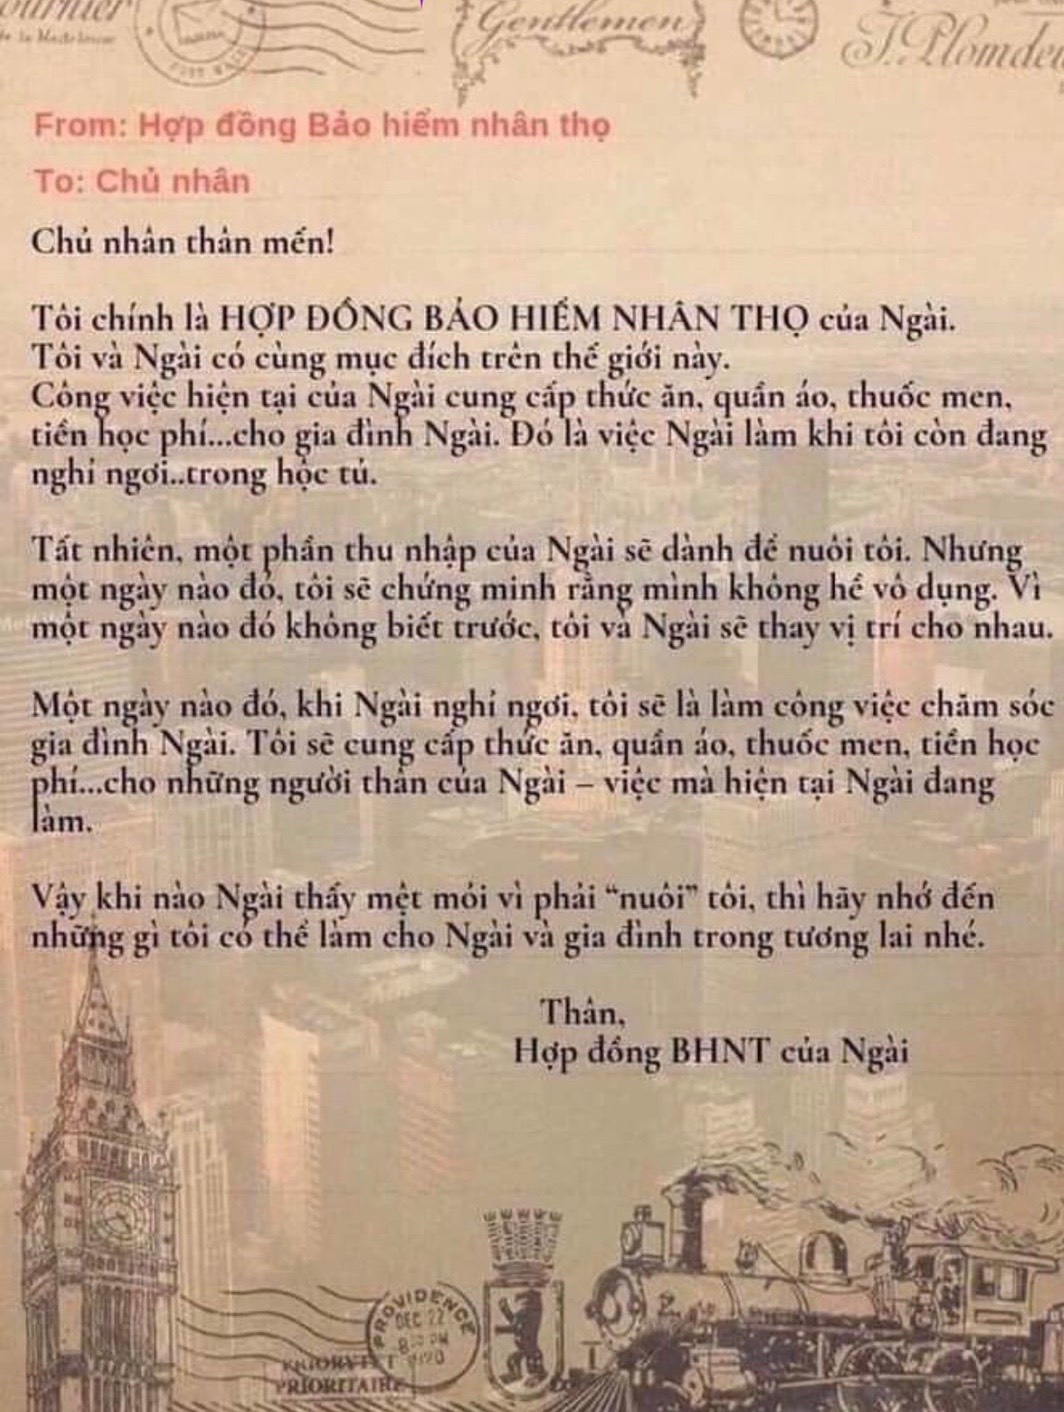 Gentlemen
From: Hợp đồng Bảo hiểm nhân thọ
To: Chủ nhân
Chủ nhân thân mến!
Tôi chính là HỢP ĐỒNG BẢO HIỂM NHÂN THỌ của Ngài.
Tôi và Ngài có cùng mục đích trên thế giới này.
Công việc hiện tại của Ngài cung cấp thức ăn, quần áo, thuốc men,
tiền học phí...cho gia đình Ngài. Đó là việc Ngài làm khi tôi còn đang
nghỉ ngơi..trong hộc tủ.
Tất nhiên, một phần thu nhập của Ngài sẽ dành để nuôi tôi. Nhưng
một ngày nào đó, tôi sẽ chứng minh rằng mình không hề vô dụng. Vì
một ngày nào đó không biết trước, tôi và Ngài sẽ thay vị trí cho nhau.
Một ngày nào đó, khi Ngài nghỉ ngơi, tôi sẽ là làm công việc chăm sóc
gia đình Ngài. Tôi sẽ cung cấp thức ăn, quần áo, thuốc men, tiền học
phí...cho những người thân của Ngài – việc mà hiện tại Ngài đang
làm.
Vậy khi nào Ngài thấy mệt mỏi vì phải “nuôi” tôi, thì hãy nhớ đến
những gì tôi có thể làm cho Ngài và gia đình trong tương lai nhé.
Thân,
Hợp đồng BHNT của Ngài
PROVIDENCE
DEC 22
PRIORITAIRE